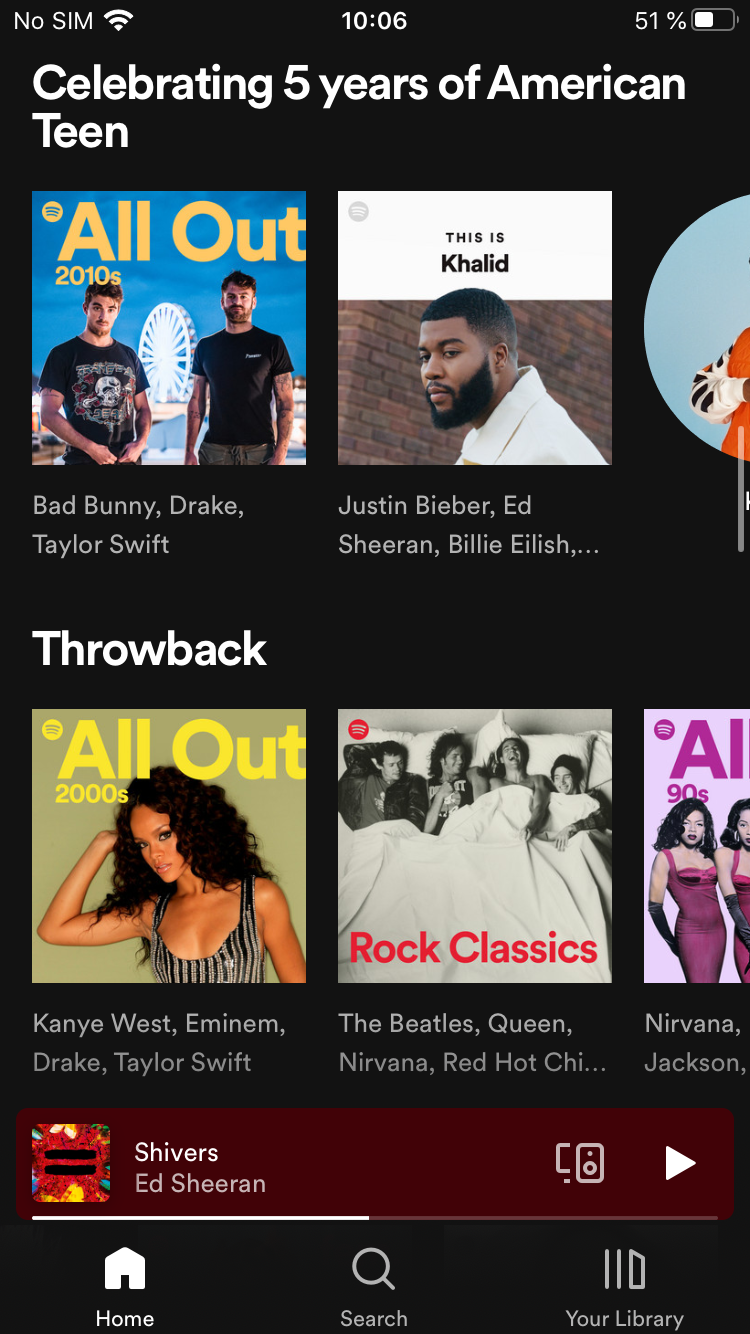 No SIM 10:06 51 %
Celebrating 5 years of American
Teen
All Out
2010s
THIS IS
Khalid
Bad Bunny, Drake,
Taylor Swift
Justin Bieber, Ed
Sheeran, Billie Eilish,...
Throwback
All Out
2000s
Rock Classics
Al
90s
Kanye West, Eminem,
Drake, Taylor Swift
The Beatles, Queen,
Nirvana, Red Hot Chi...
Nirvana,
Jackson,
Shivers
Ed Sheeran
Home
Search
Your Library